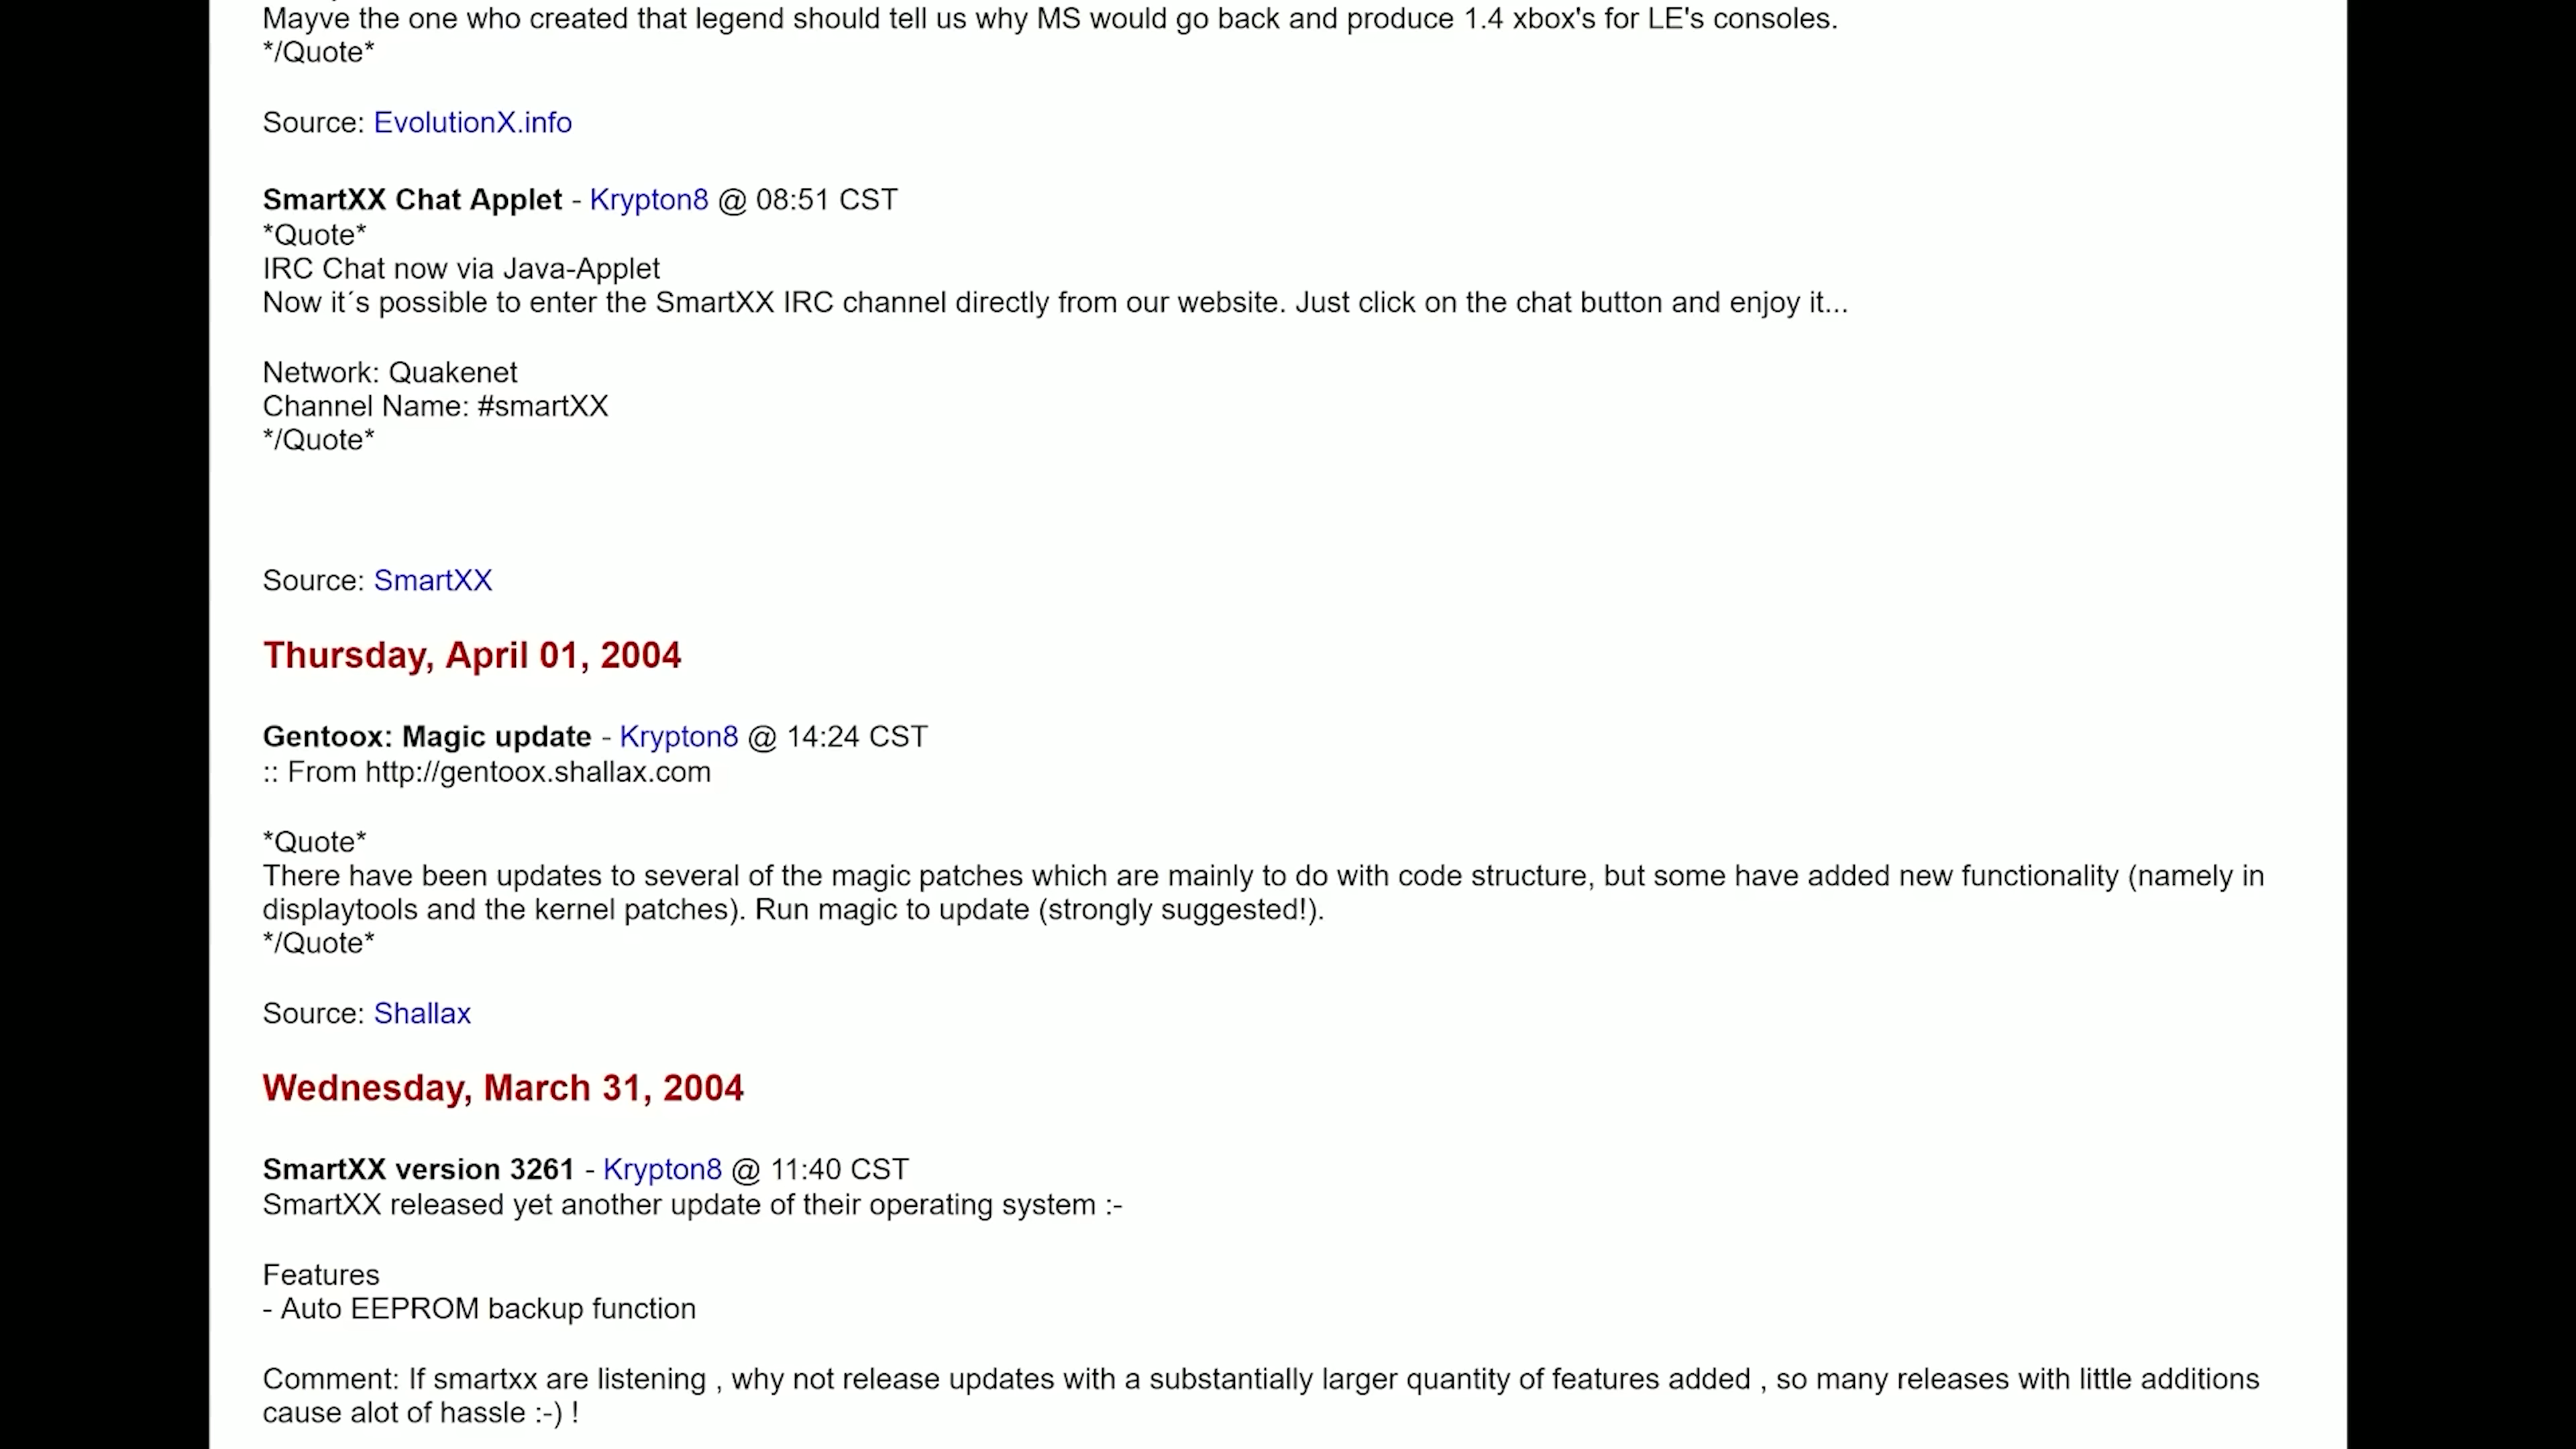 Mayve the one who created that legend should tell us why MS would go back and produce 1.4 xbox's for LE's consoles.
*/Quote*
Source: EvolutionX.info
SmartXX Chat Applet - Krypton8 @ 08:51 CST
*Quote*
IRC Chat now via Java-Applet
Now it´s possible to enter the SmartXX IRC channel directly from our website. Just click on the chat button and enjoy it...
Network: Quakenet
Channel Name: #smartXX
*/Quote*
Source: SmartXX
Thursday, April 01, 2004
Gentoox: Magic update - Krypton8 @ 14:24 CST
:: From http://gentoox.shallax.com
*Quote*
There have been updates to several of the magic patches which are mainly to do with code structure, but some have added new functionality (namely in
displaytools and the kernel patches). Run magic to update (strongly suggested!).
*/Quote*
Source: Shallax
Wednesday, March 31, 2004
SmartXX version 3261 - Krypton8 @ 11:40 CST
SmartXX released yet another update of their operating system :-
Features
- Auto EEPROM backup function
Comment: If smartxx are listening , why not release updates with a substantially larger quantity of features added , so many releases with little additions
cause alot of hassle :-) !